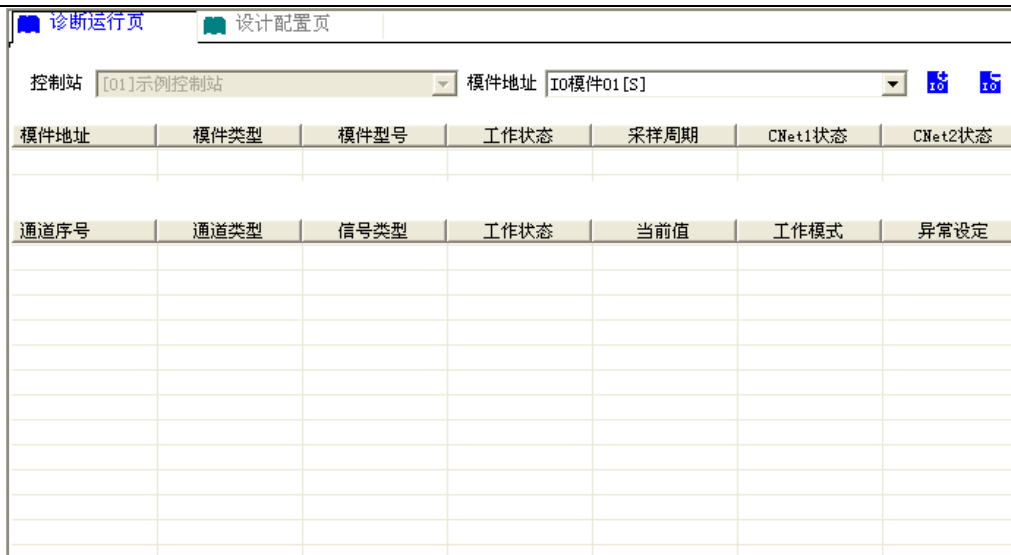 诊断运行页 设计配置页
控制站 [01]示例控制站 模件地址 IO模件01[S] IO IO
模件地址 模件类型 模件型号 工作状态 采样周期 CNet1状态 CNet2状态
通道序号 通道类型 信号类型 工作状态 当前值 工作模式 异常设定